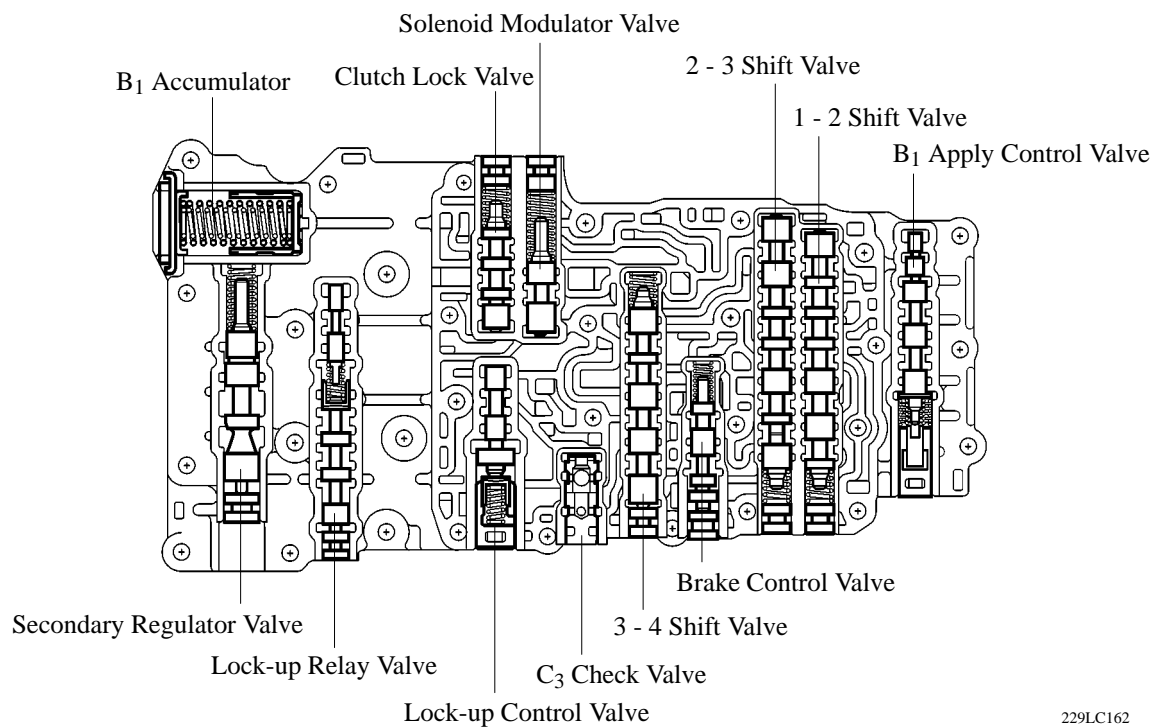 Solenoid Modulator Valve
Clutch Lock Valve
2 - 3 Shift Valve
B₁ Accumulator
1 - 2 Shift Valve
B₁ Apply Control Valve
Brake Control Valve
Secondary Regulator Valve
3 - 4 Shift Valve
Lock-up Relay Valve
C₃ Check Valve
Lock-up Control Valve
229LC162